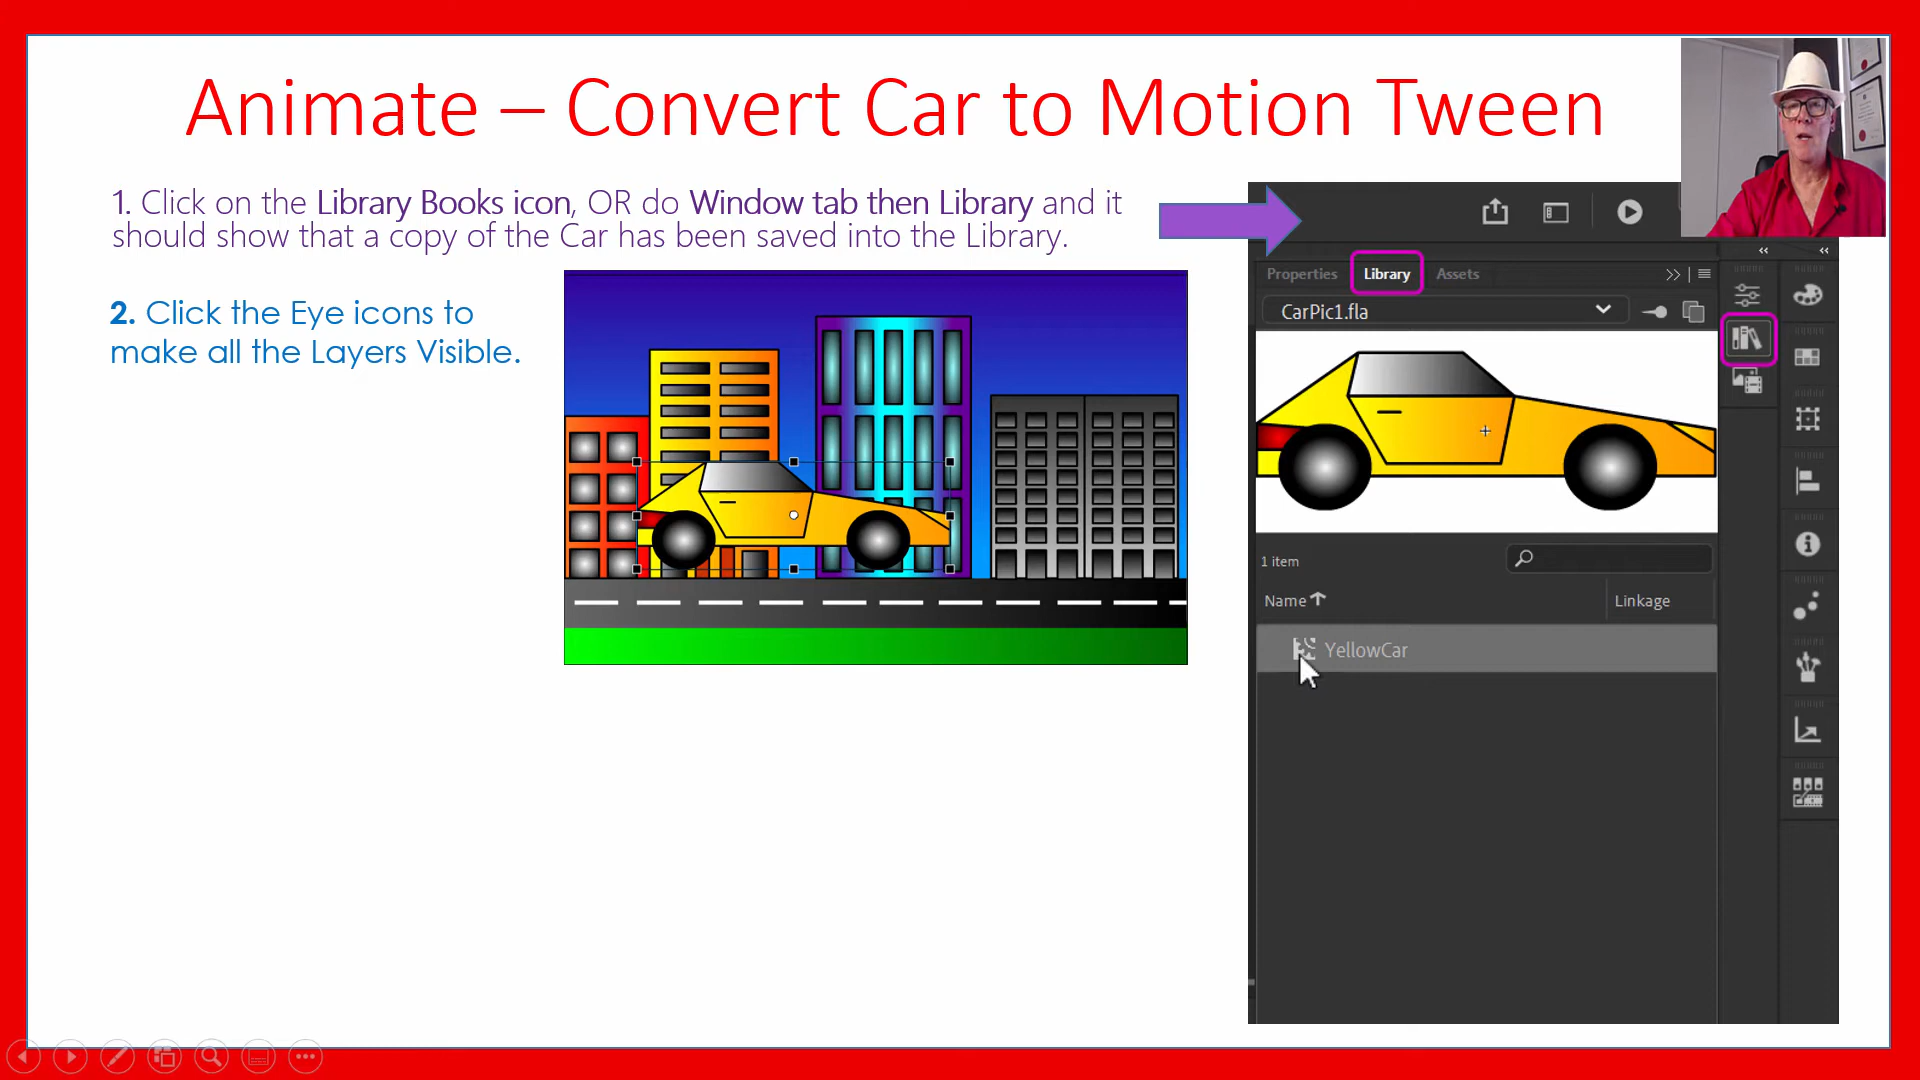 Animate – Convert Car to Motion Tween
1. Click on the Library Books icon, OR do Window tab then Library and it
should show that a copy of the Car has been saved into the Library.
2. Click the Eye icons to
make all the Layers Visible.
Properties Library Assets
CarPic1.fla
1 item
Name Linkage
YellowCar